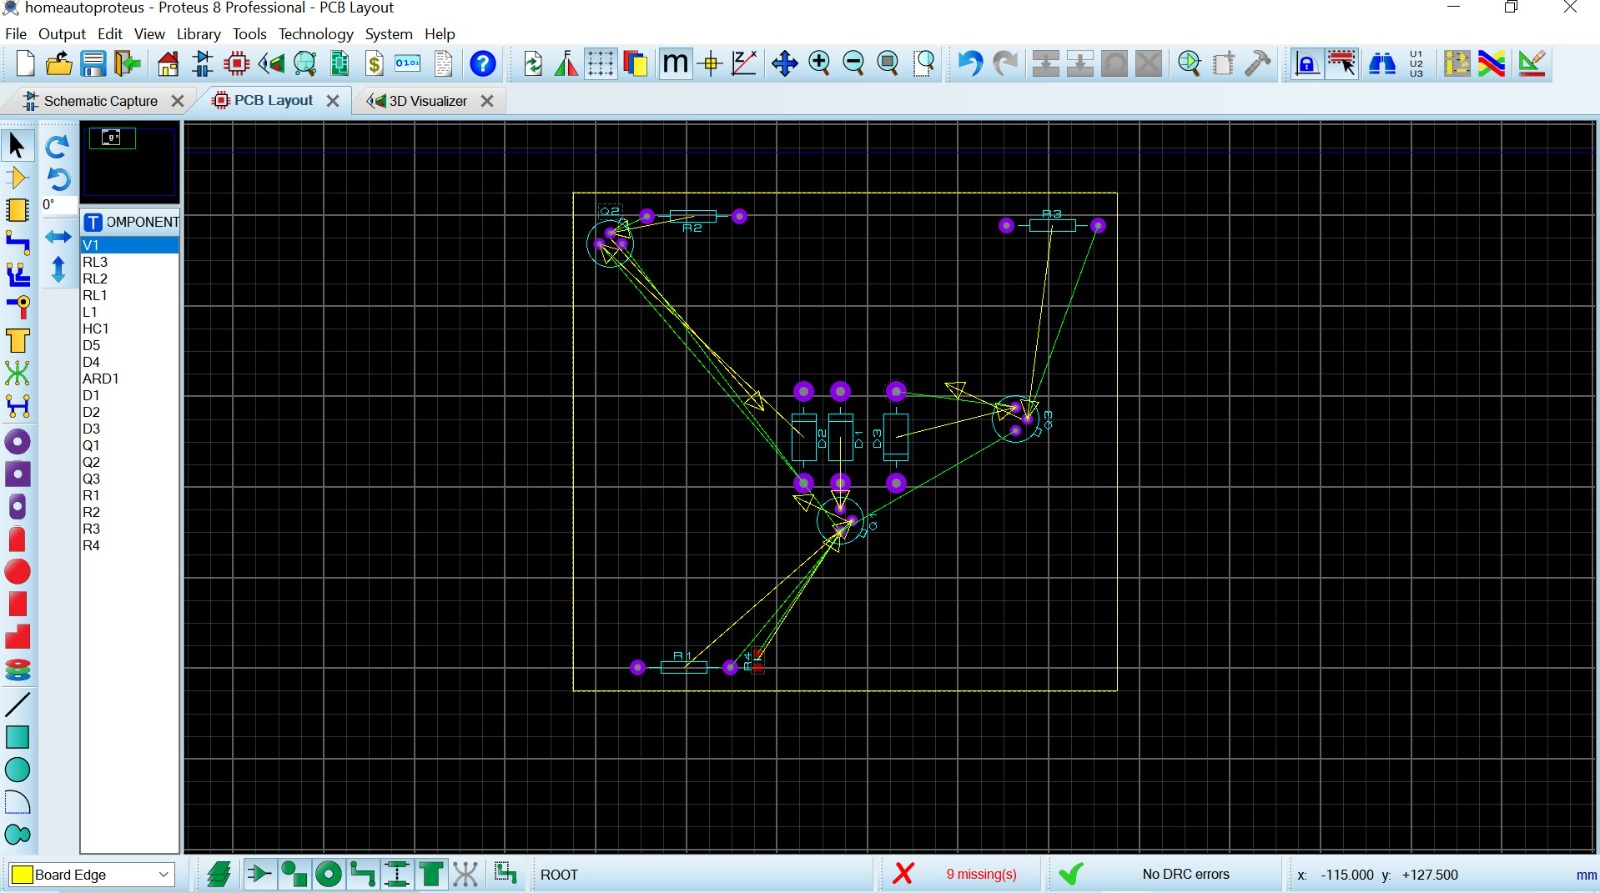 homeautoproteus - Proteus 8 Professional - PCB Layout
File Output Edit View Library Tools Technology System Help
Schematic Capture PCB Layout 3D Visualizer
0°
T OMPONENT
V1
RL3
RL2
RL1
L1
HC1
D5
D4
ARD1
D1
D2
D3
Q1
Q2
Q3
R1
R2
R3
R4
Q2
R2
R3
D2
D1
D3
Q3
Q1
R1
R4
Board Edge ROOT 9 missing(s) No DRC errors x: -115.000 y: +127.500 mm